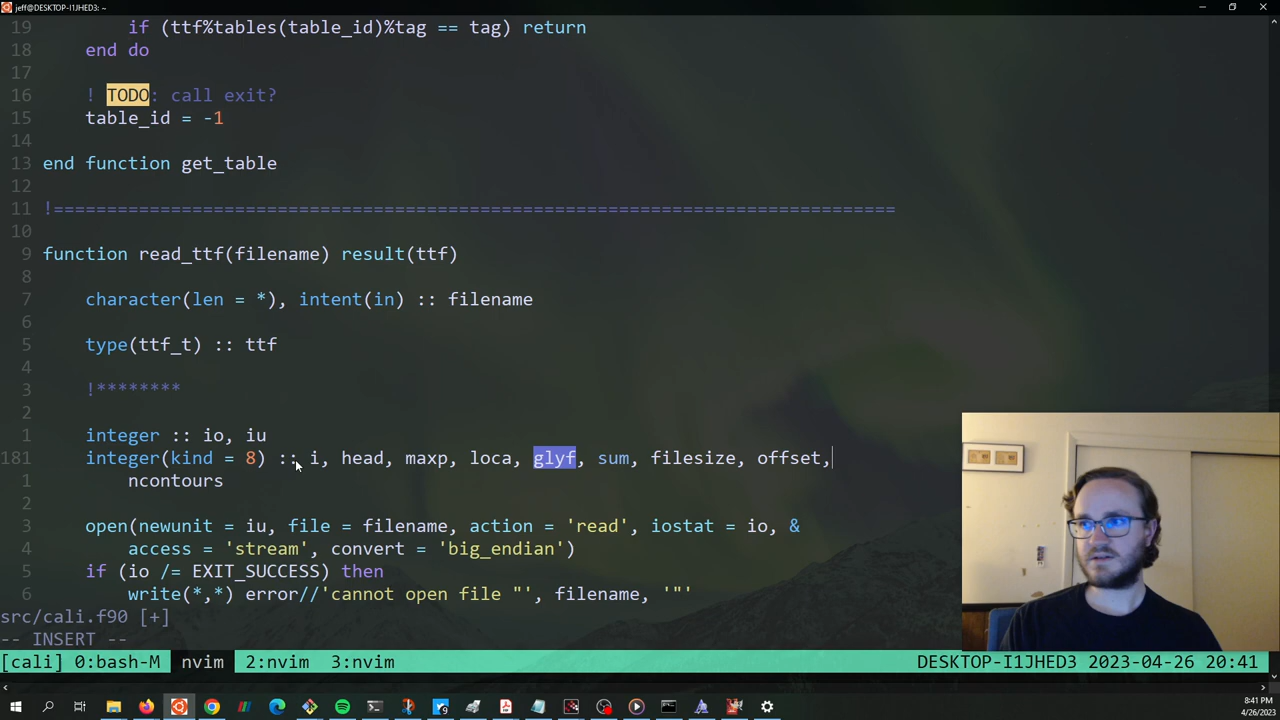 jeff@DESKTOP-I1JHED3: ~
19 if (ttf%tables(table_id)%tag == tag) return
18 end do
17
16 ! TODO: call exit?
15 table_id = -1
14
13 end function get_table
12
11 !===============================================================================
10
9 function read_ttf(filename) result(ttf)
8
7 character(len = *), intent(in) :: filename
6
5 type(ttf_t) :: ttf
4
3 !********
2
1 integer :: io, iu
181 integer(kind = 8) :: i, head, maxp, loca, glyf, sum, filesize, offset,
1 ncontours
2
3 open(newunit = iu, file = filename, action = 'read', iostat = io, &
4 access = 'stream', convert = 'big_endian')
5 if (io /= EXIT_SUCCESS) then
6 write(*,*) error//'cannot open file "', filename, '"'
src/cali.f90 [+]
-- INSERT --
[cali] 0:bash-M nvim 2:nvim 3:nvim DESKTOP-I1JHED3 2023-04-26 20:41
8:41 PM
4/26/2023